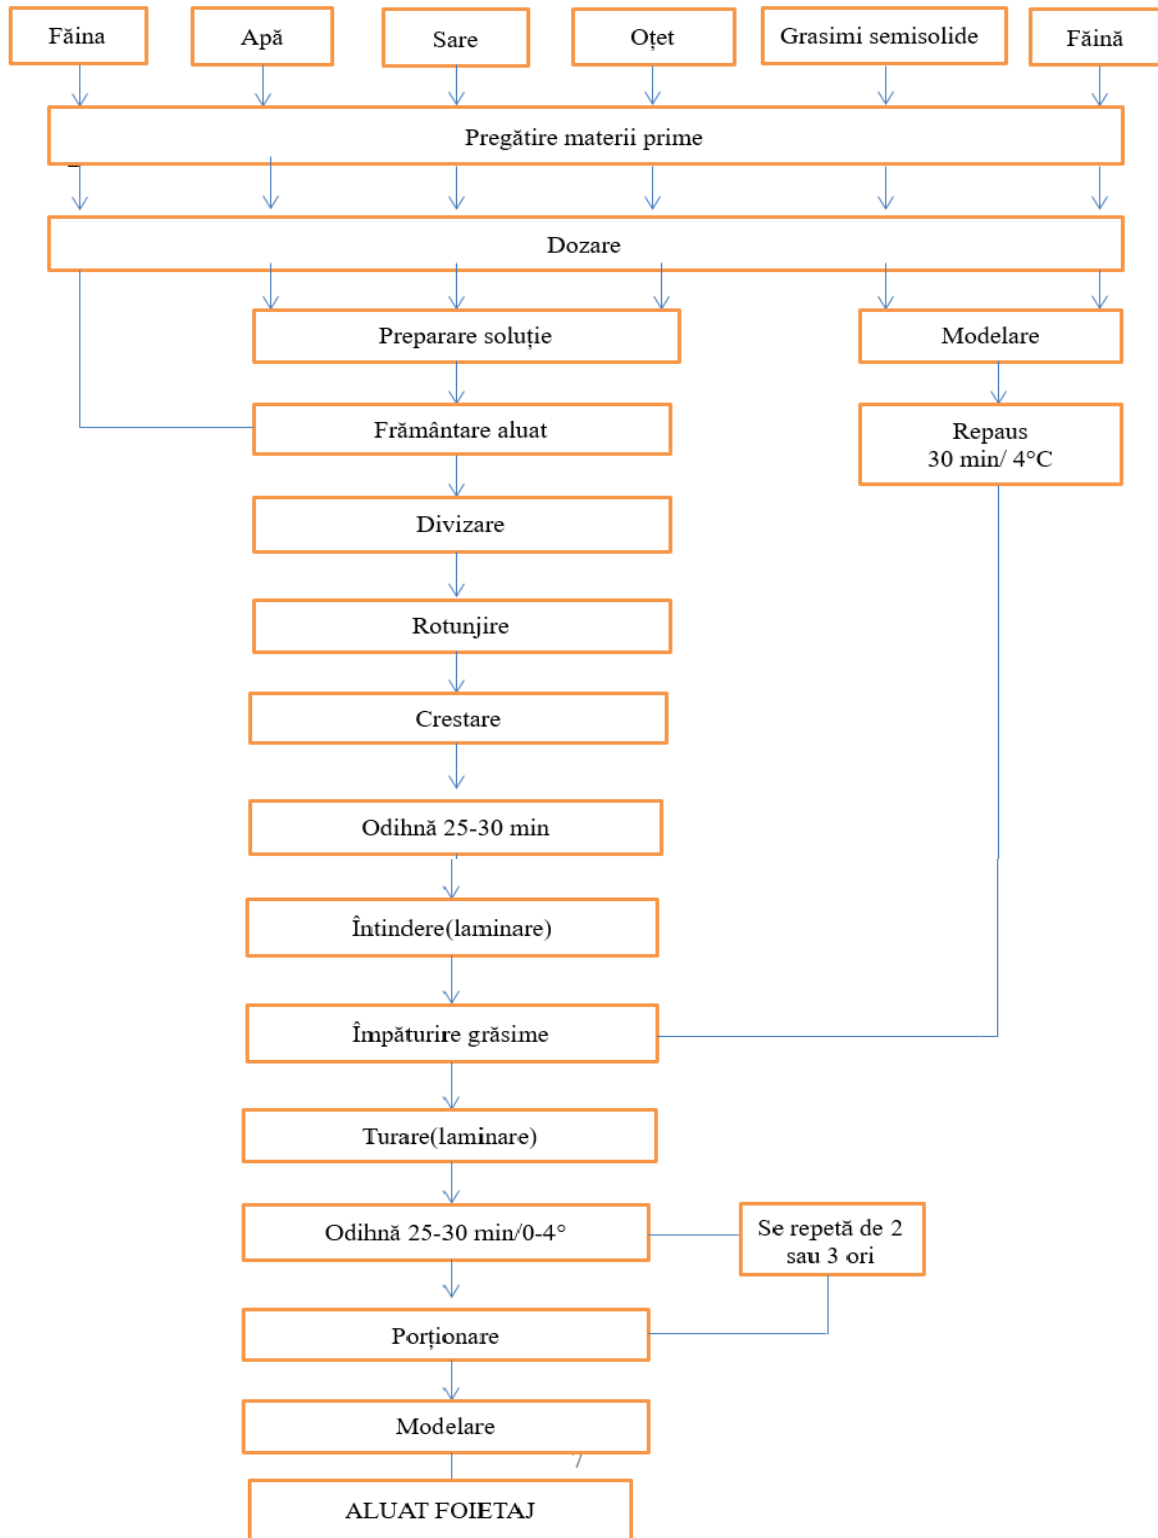 Făina
Apă
Sare
Oțet
Grasimi semisolide
Făină
Pregătire materii prime
Dozare
Preparare soluție
Modelare
Frământare aluat
Repaus
30 min/ 4°C
Divizare
Rotunjire
Crestare
Odihnă 25-30 min
Întindere(laminare)
Împăturire grăsime
Turare(laminare)
Odihnă 25-30 min/0-4°
Se repetă de 2
sau 3 ori
Porționare
Modelare
ALUAT FOIETAJ